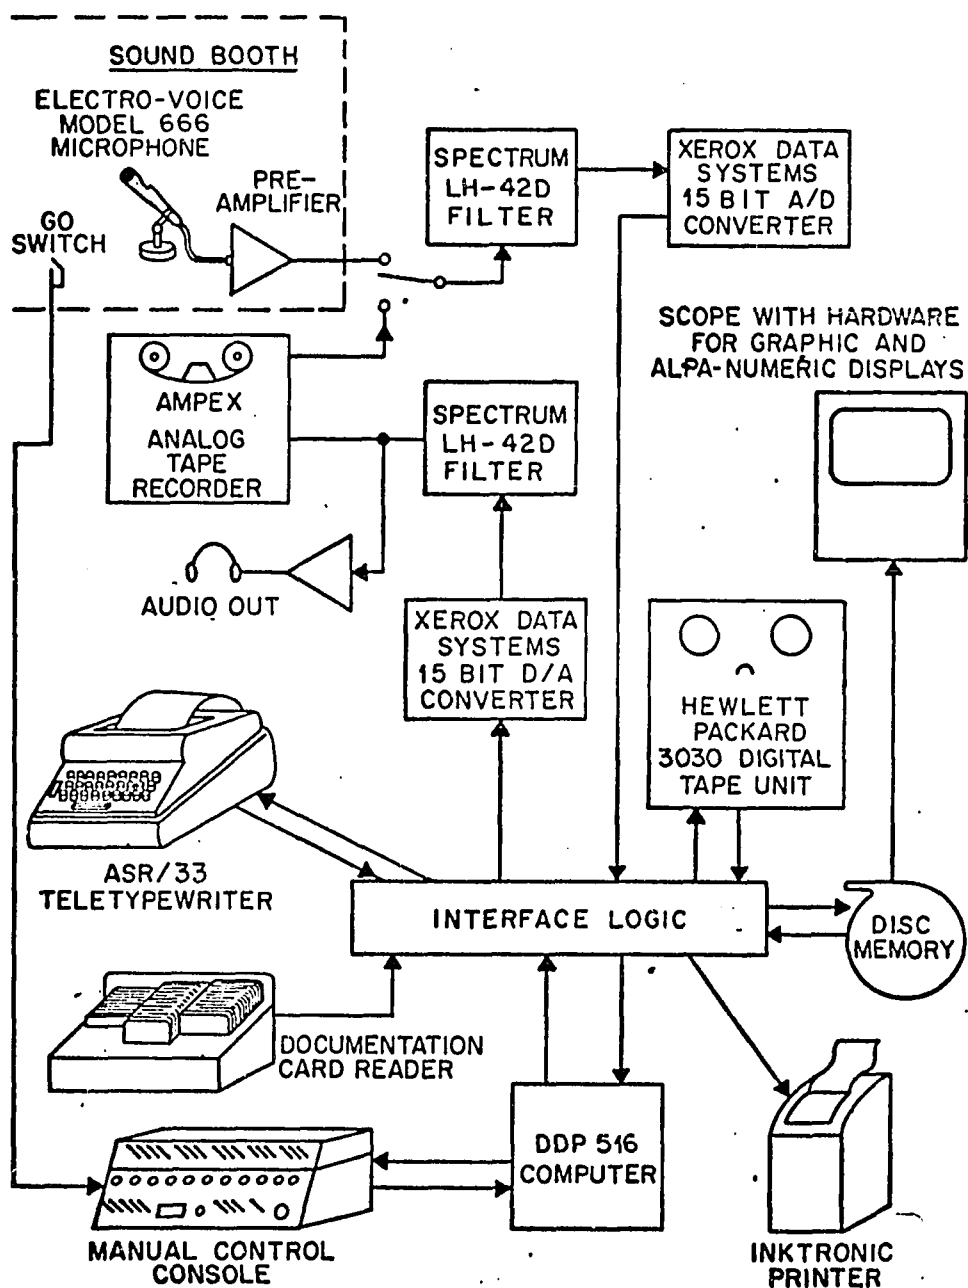 SOUND BOOTH
ELECTRO-VOICE
MODEL 666
MICROPHONE
PRE-
AMPLIFIER
GO
SWITCH
SPECTRUM
LH-42D
FILTER
XEROX DATA
SYSTEMS
15 BIT A/D
CONVERTER
SCOPE WITH HARDWARE
FOR GRAPHIC AND
ALPA-NUMERIC DISPLAYS
AMPEX
ANALOG
TAPE
RECORDER
SPECTRUM
LH-42D
FILTER
AUDIO OUT
XEROX DATA
SYSTEMS
15 BIT D/A
CONVERTER
HEWLETT
PACKARD
3030 DIGITAL
TAPE UNIT
ASR/33
TELETYPEWRITER
INTERFACE LOGIC
DISC
MEMORY
DOCUMENTATION
CARD READER
DDP 516
COMPUTER
MANUAL CONTROL
CONSOLE
INKTRONIC
PRINTER